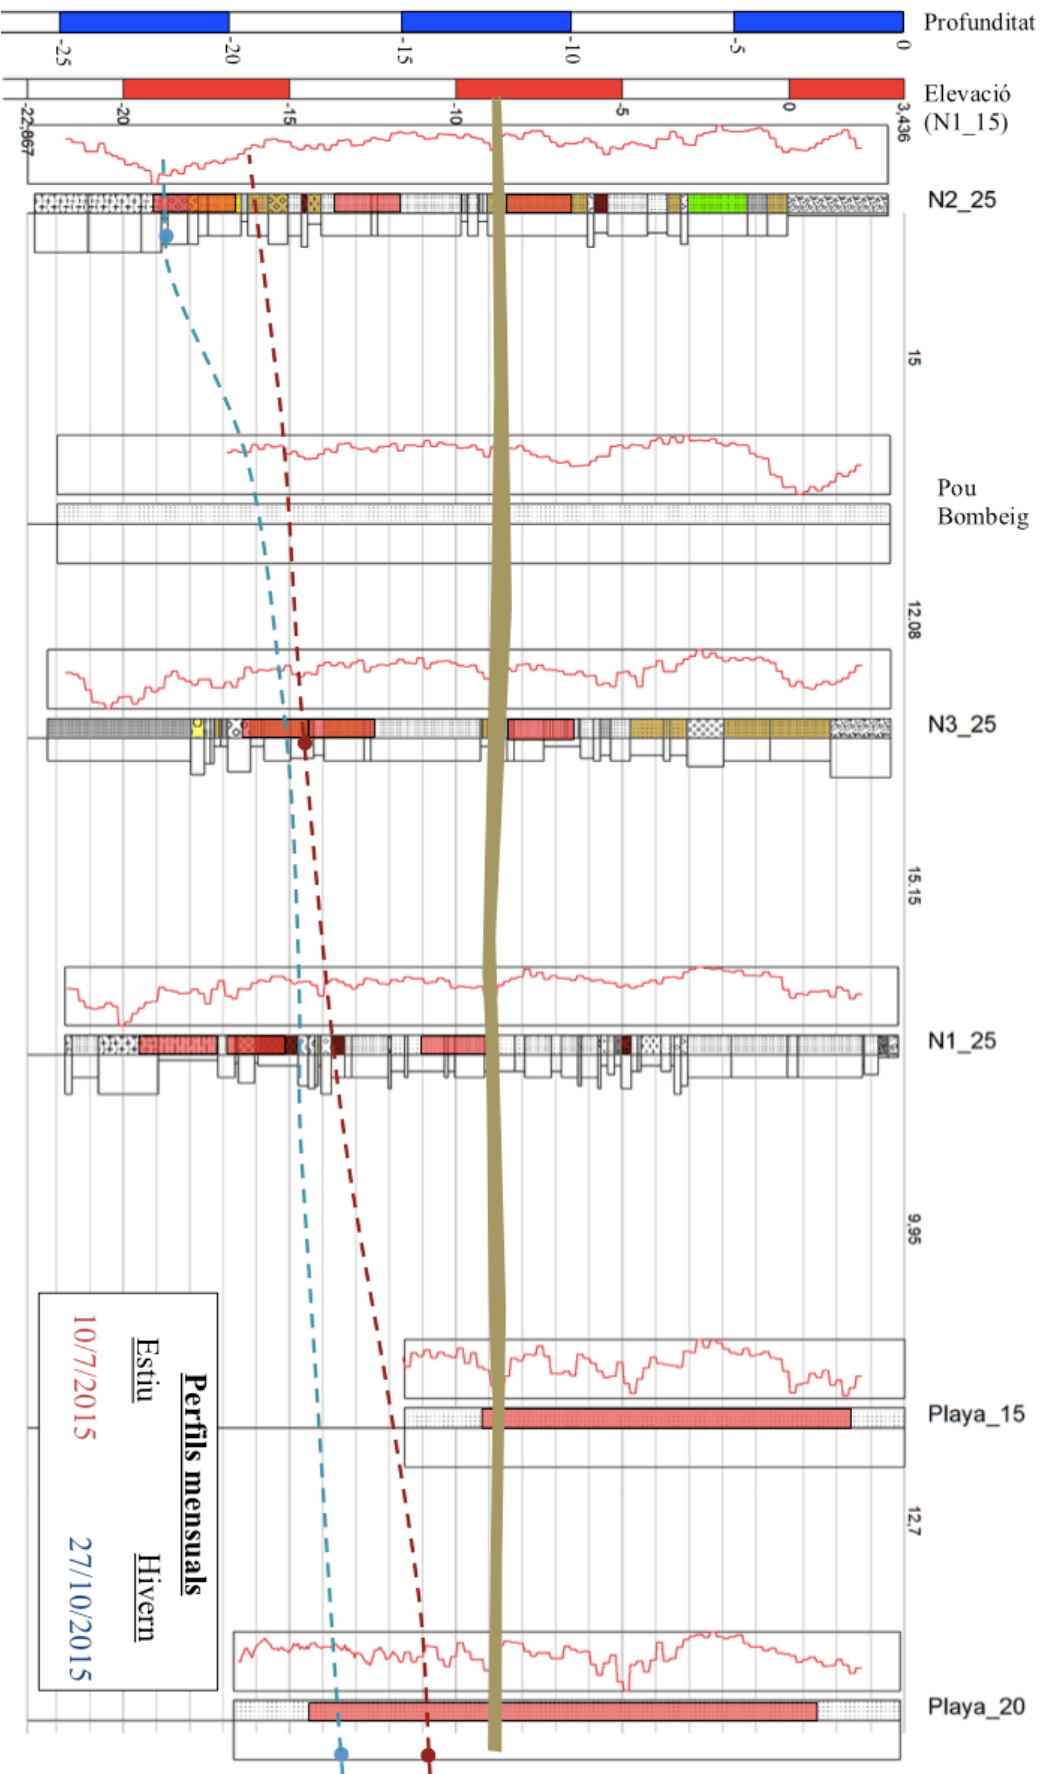 Profunditat
0
-5
-10
-15
-20
-25
Elevació
(N1_15)
3,436
0
-5
-10
-15
-20
-22,667
N2_25
15
Pou
Bombeig
12.08
N3_25
15.15
N1_25
9,95
Playa_15
12,7
Playa_20
Perfils mensuals
Estiu
Hivern
10/7/2015
27/10/2015